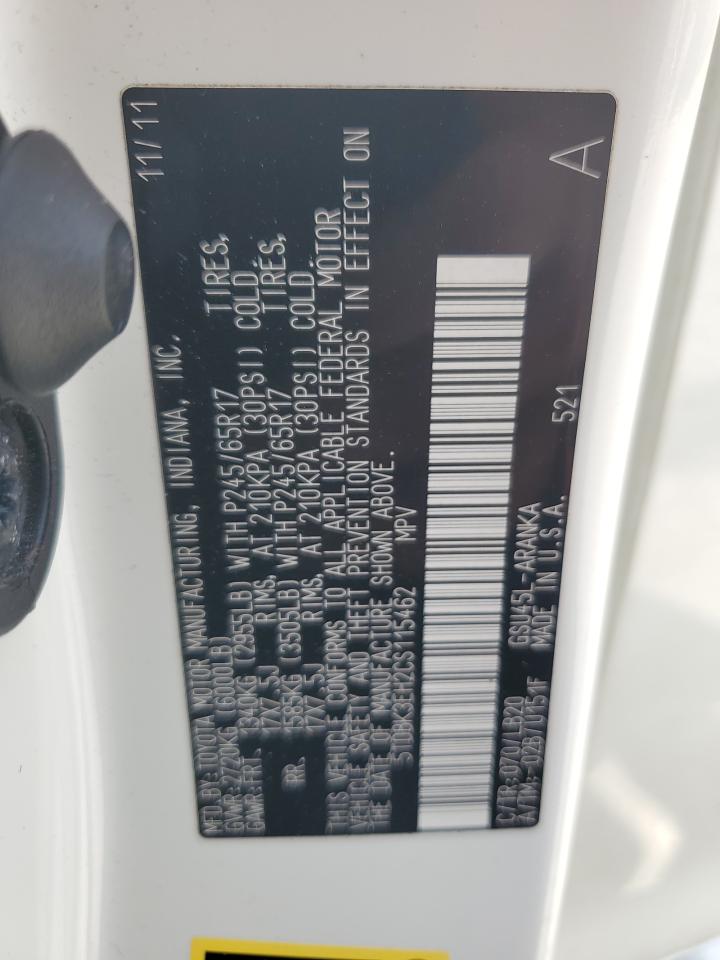 MFD BY: TOYOTA MOTOR MANUFACTURING, INDIANA, INC. 11/11
GVWR: 2720KG (6000LB)
GAWR: FRT. 1340KG (2955LB) WITH P245/65R17 TIRES,
17X7.5J RIMS, AT 210KPA (30PSI) COLD
RR. 1585KG (3505LB) WITH P245/65R17 TIRES,
17X7.5J RIMS, AT 210KPA (30PSI) COLD
THIS VEHICLE CONFORMS TO ALL APPLICABLE FEDERAL MOTOR
VEHICLE SAFETY AND THEFT PREVENTION STANDARDS IN EFFECT ON
THE DATE OF MANUFACTURE SHOWN ABOVE.
5TDBK3EH2CS115462 MPV
C/TR: 070/LB20 GSU45L-ARANKA
A/TM: -02B/U151F MADE IN U.S.A. 521 A